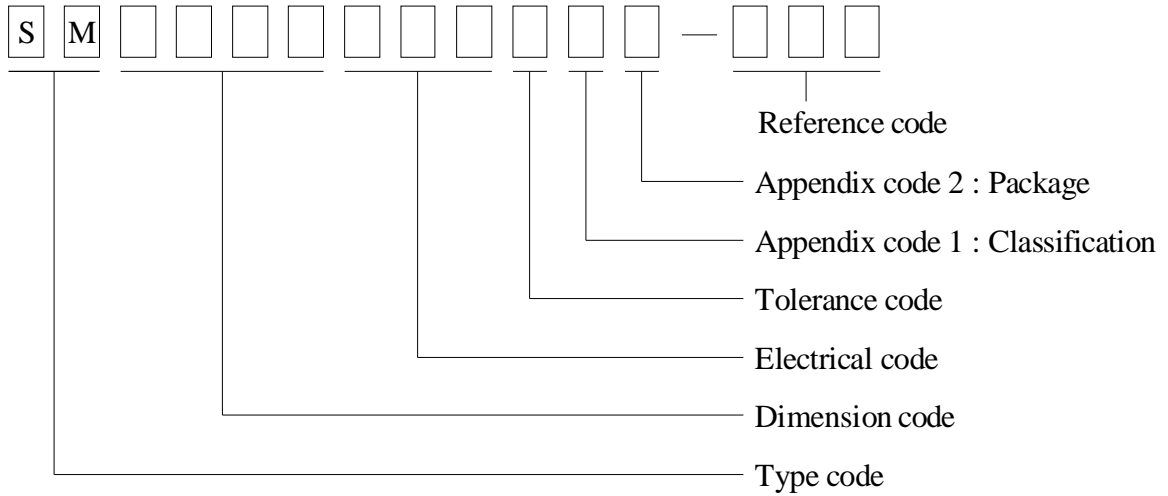 S M —
Reference code
Appendix code 2 : Package
Appendix code 1 : Classification
Tolerance code
Electrical code
Dimension code
Type code